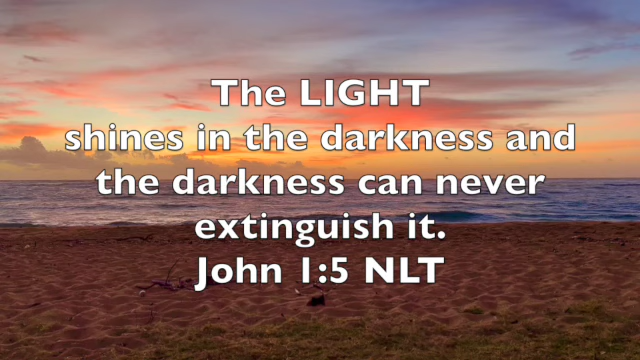 The LIGHT
shines in the darkness and
the darkness can never
extinguish it.
John 1:5 NLT